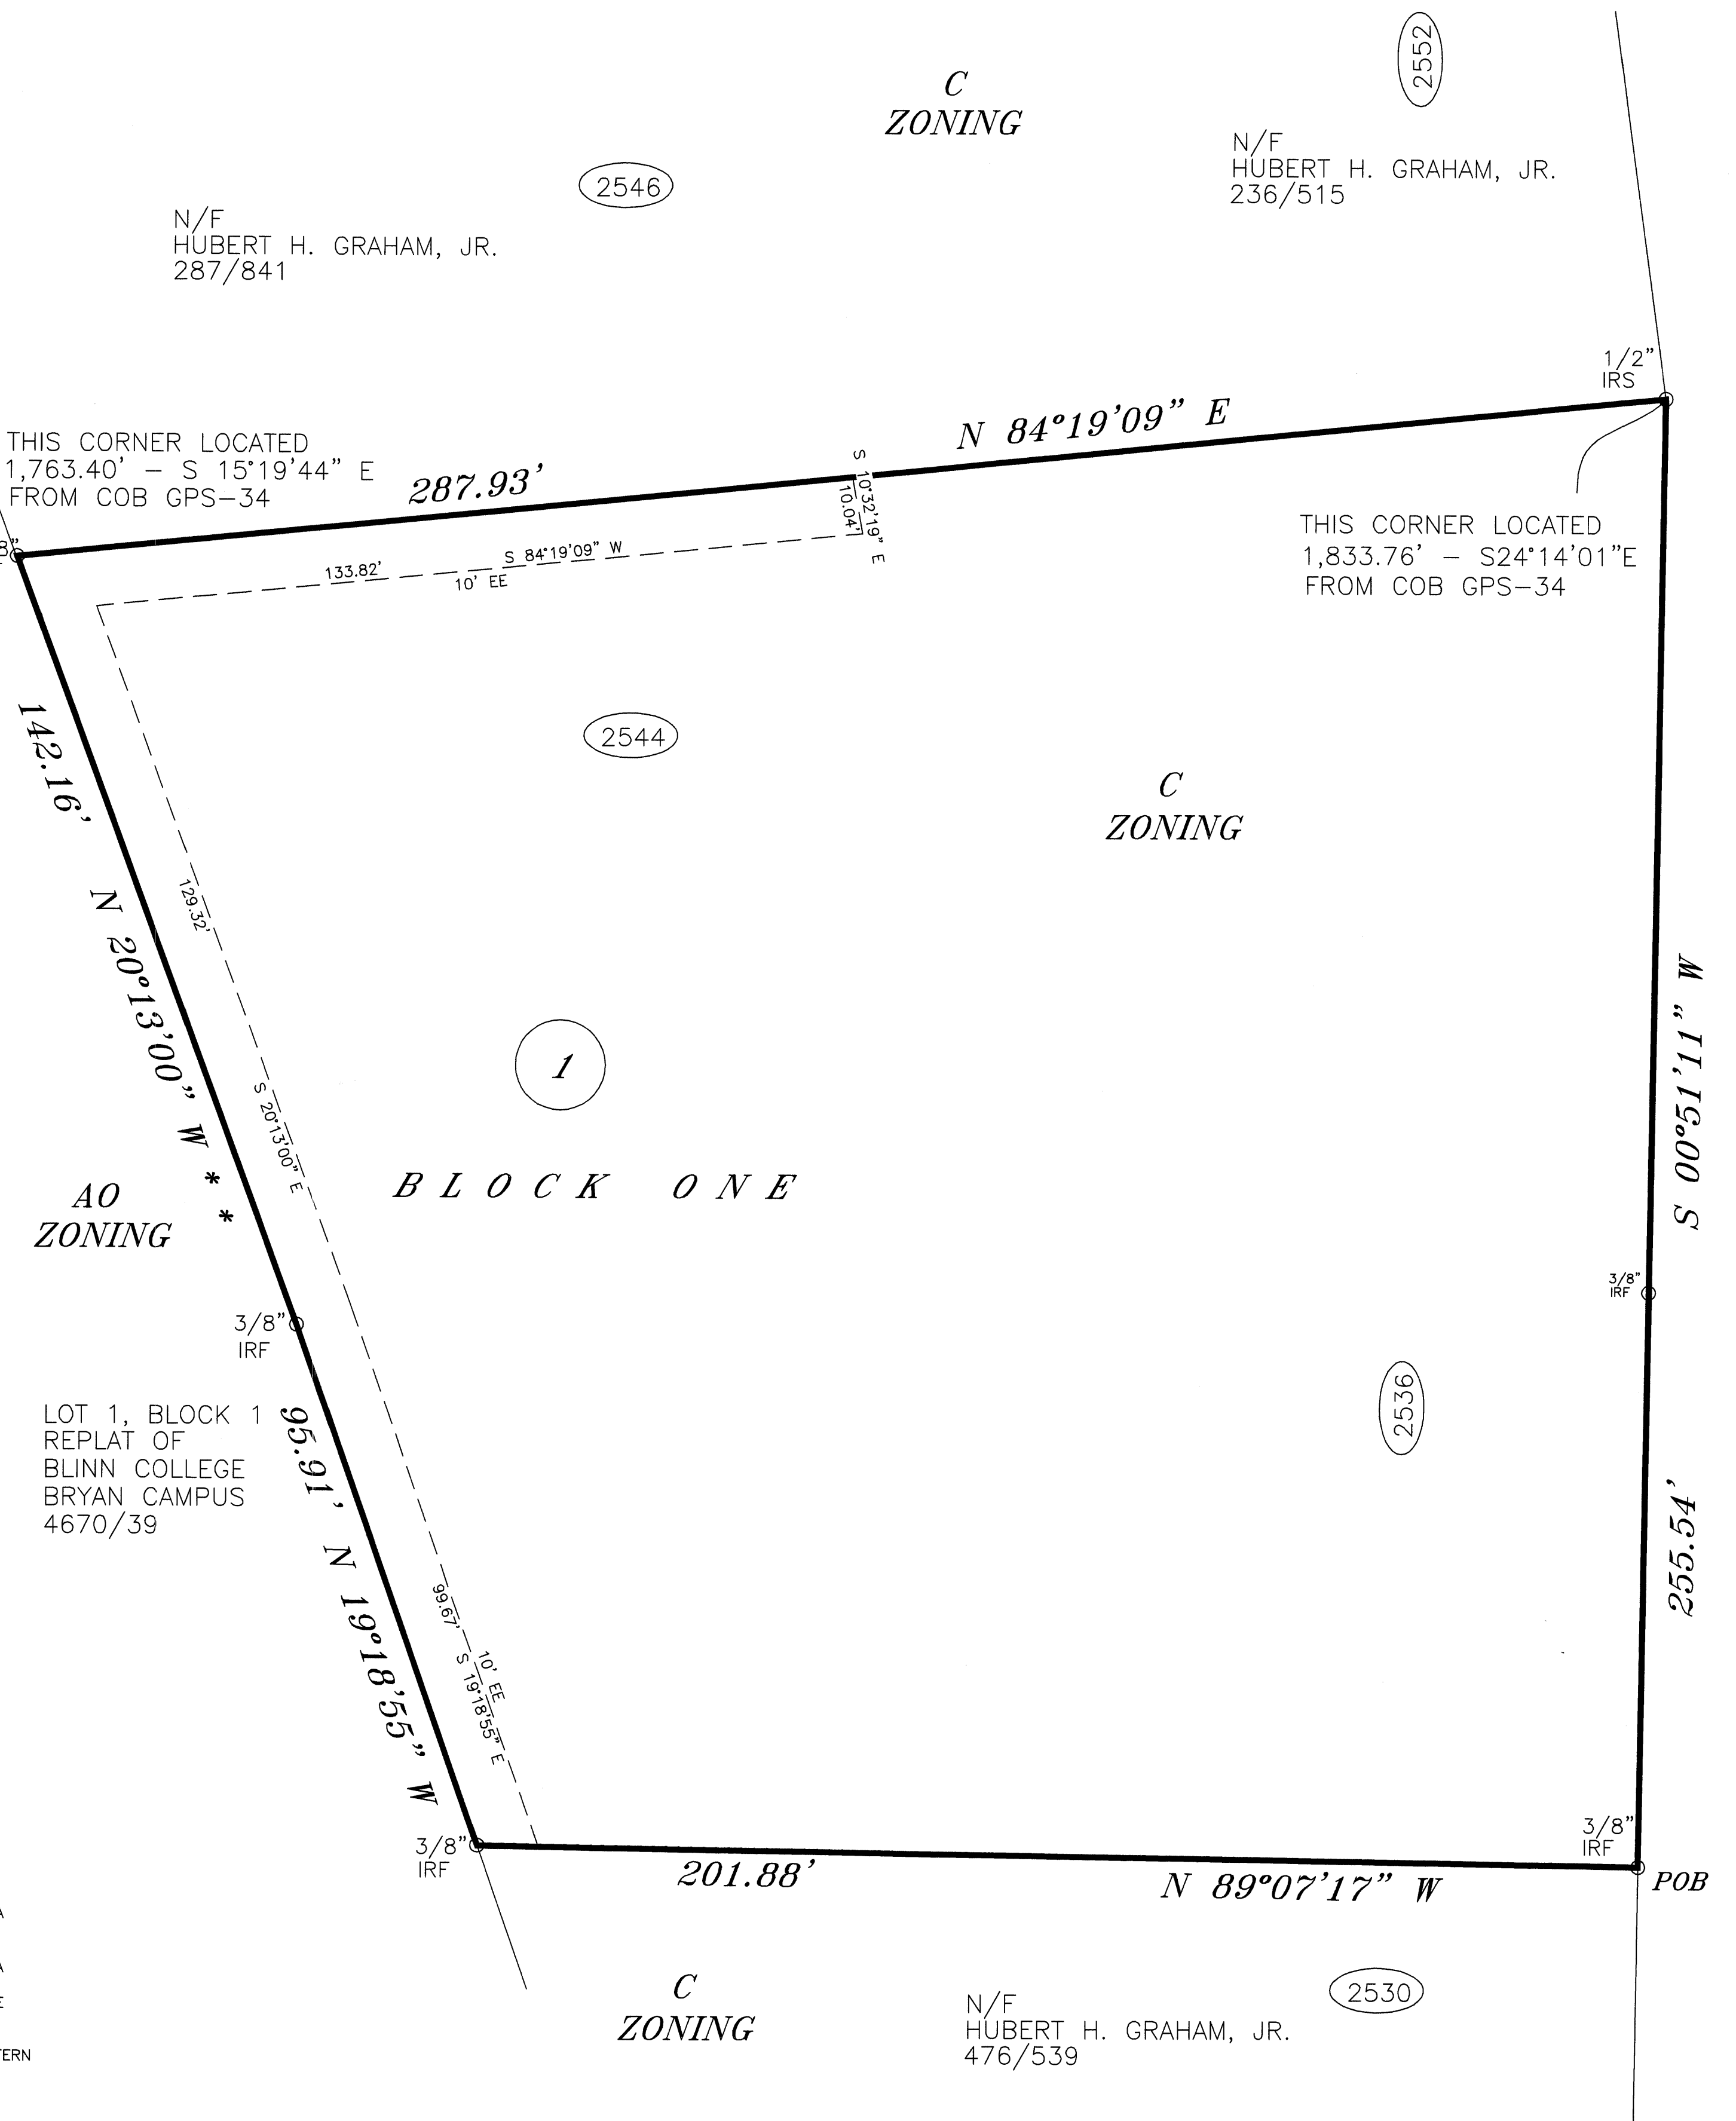 2552
C
ZONING
N/F
HUBERT H. GRAHAM, JR.
236/515
2546
N/F
HUBERT H. GRAHAM, JR.
287/841
1/2"
IRS
N 84°19'09" E
THIS CORNER LOCATED
1,763.40' – S 15°19'44" E
FROM COB GPS–34
287.93'
S 10°32'19" E
10.04'
THIS CORNER LOCATED
1,833.76' – S24°14'01"E
FROM COB GPS–34
S 84°19'09" W
133.82'
10' EE
142.16'
2544
C
ZONING
129.32'
N 20°13'00" W **
S 00°51'11" W
1
S 20°13'00" E
BLOCK ONE
AO
ZONING
3/8"
IRF
3/8"
IRF
2536
LOT 1, BLOCK 1
REPLAT OF
BLINN COLLEGE
BRYAN CAMPUS
4670/39
95.91'
N 19°18'55" W
255.54'
99.67'
10' EE
S 19°18'55" E
3/8"
IRF
3/8"
IRF
201.88'
N 89°07'17" W
POB
C
ZONING
2530
N/F
HUBERT H. GRAHAM, JR.
476/539